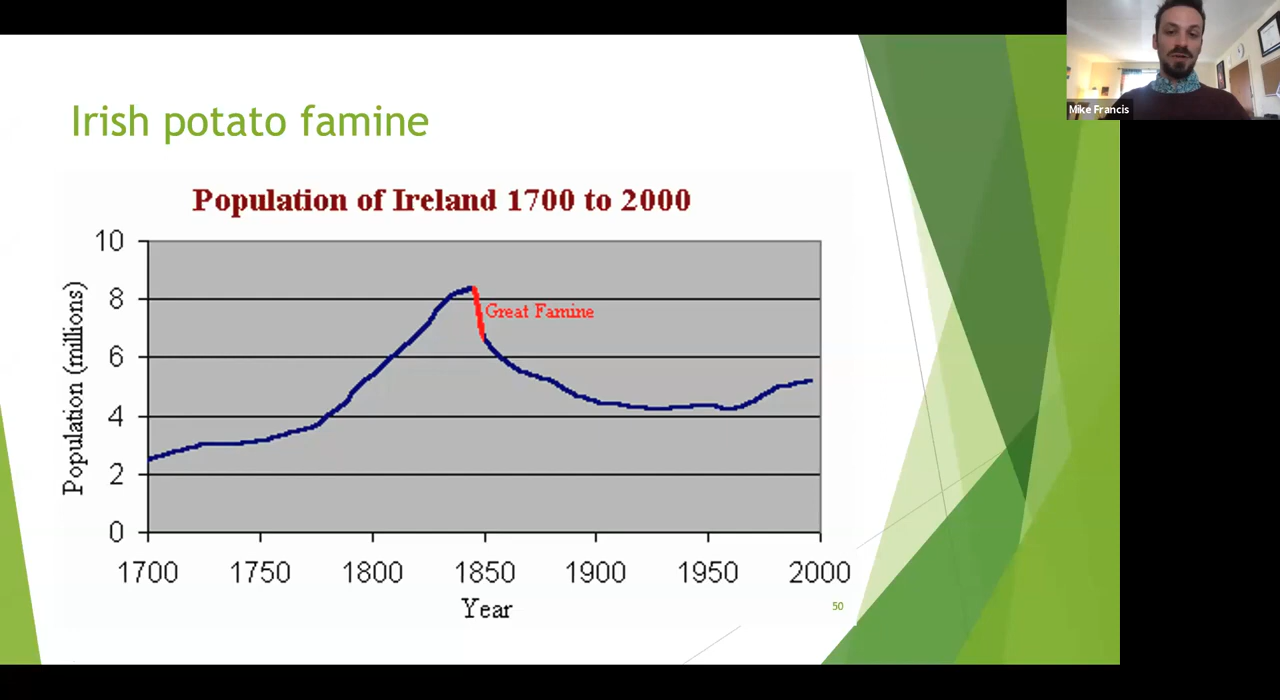 Mike Francis
Irish potato famine
Population of Ireland 1700 to 2000
Population (millions)
10
8
6
4
2
0
Great Famine
1700 1750 1800 1850 1900 1950 2000
Year
50